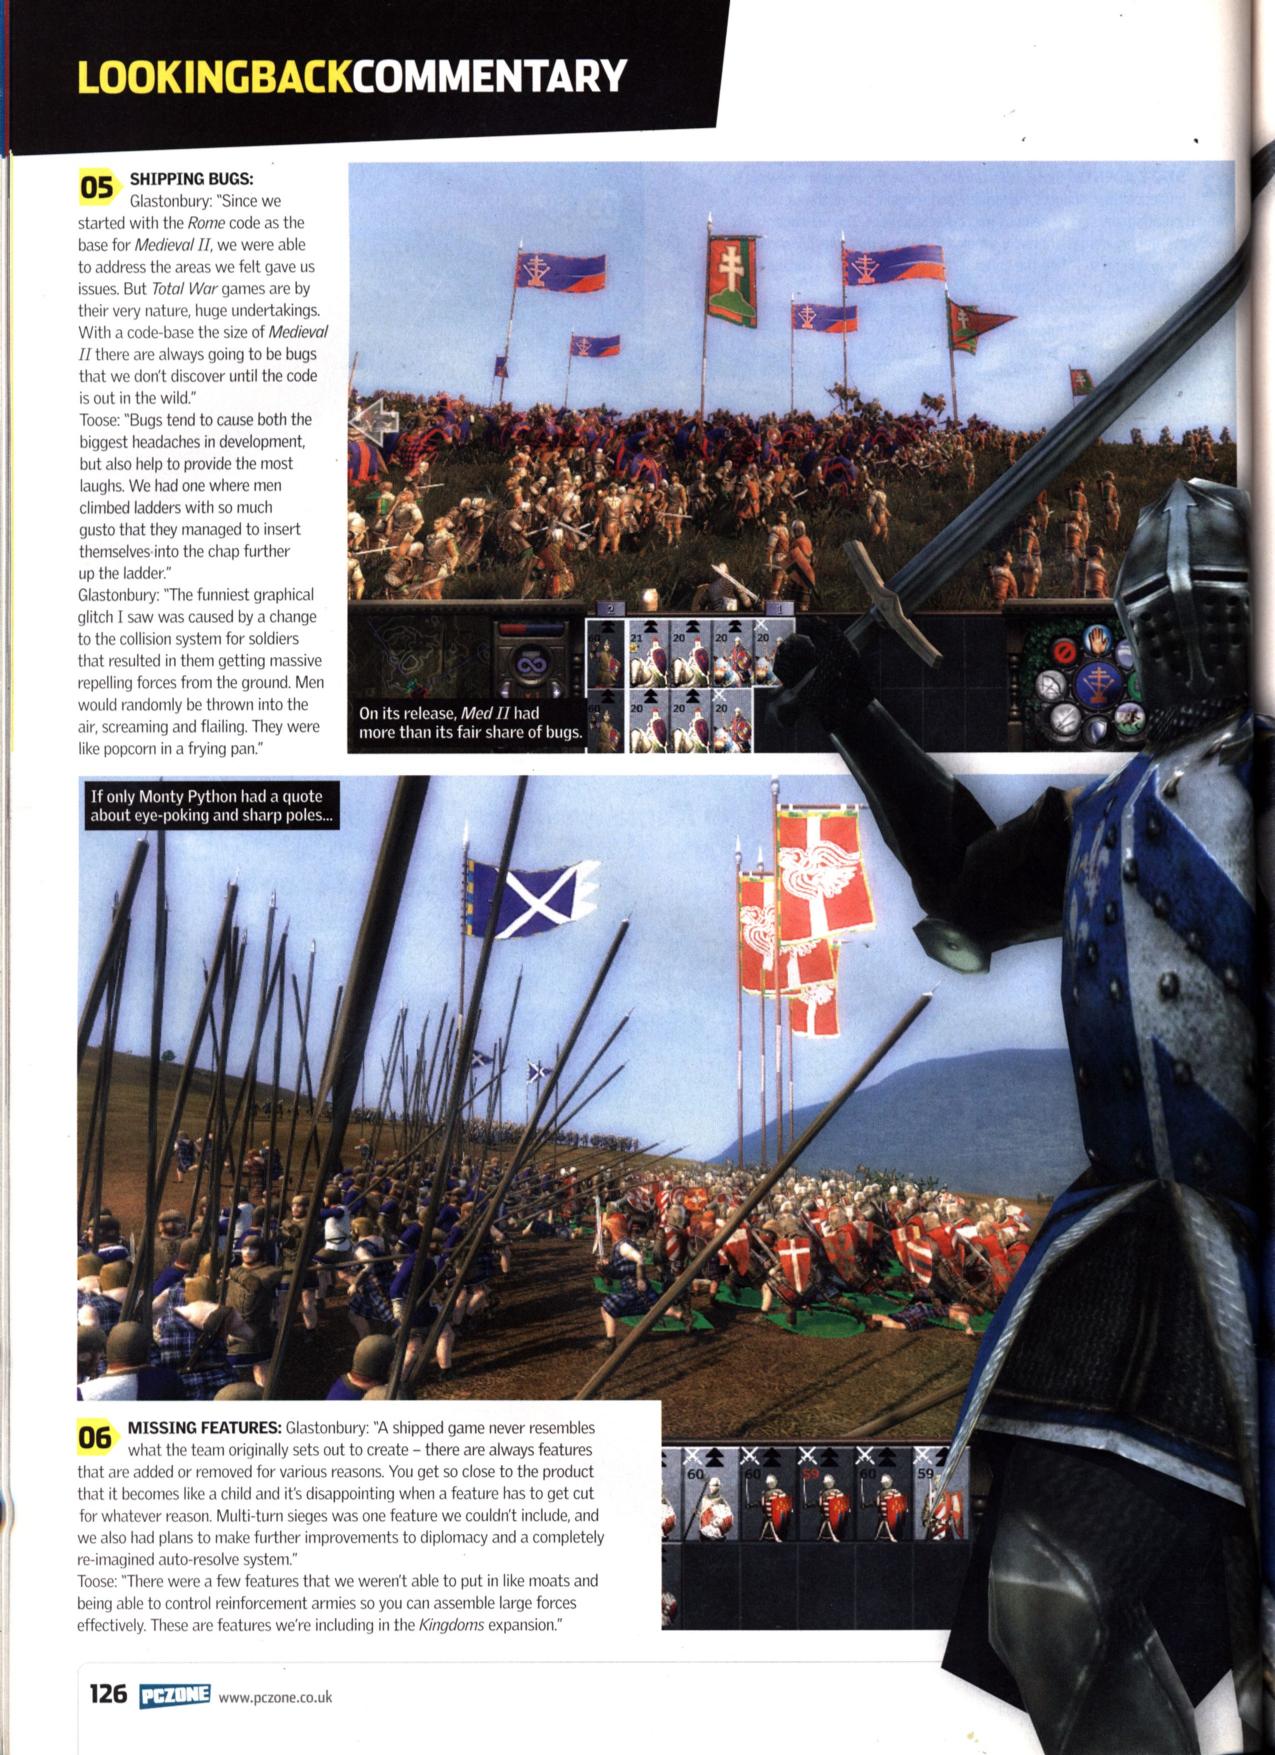 LOOKINGBACKCOMMENTARY
05 SHIPPING BUGS:
Glastonbury: "Since we
started with the Rome code as the
base for Medieval II, we were able
to address the areas we felt gave us
issues. But Total War games are by
their very nature, huge undertakings.
With a code-base the size of Medieval
II there are always going to be bugs
that we don't discover until the code
is out in the wild."
Toose: "Bugs tend to cause both the
biggest headaches in development,
but also help to provide the most
laughs. We had one where men
climbed ladders with so much
gusto that they managed to insert
themselves into the chap further
up the ladder."
Glastonbury: "The funniest graphical
glitch I saw was caused by a change
to the collision system for soldiers
that resulted in them getting massive
repelling forces from the ground. Men
would randomly be thrown into the
air, screaming and flailing. They were
like popcorn in a frying pan."
2 1
60 21 20 20 20
60 20 20 20
On its release, Med II had
more than its fair share of bugs.
If only Monty Python had a quote
about eye-poking and sharp poles...
06 MISSING FEATURES: Glastonbury: "A shipped game never resembles
what the team originally sets out to create – there are always features
that are added or removed for various reasons. You get so close to the product
that it becomes like a child and it's disappointing when a feature has to get cut
for whatever reason. Multi-turn sieges was one feature we couldn't include, and
we also had plans to make further improvements to diplomacy and a completely
re-imagined auto-resolve system."
Toose: "There were a few features that we weren't able to put in like moats and
being able to control reinforcement armies so you can assemble large forces
effectively. These are features we're including in the Kingdoms expansion."
60 60 59 60 59
126 PCZONE www.pczone.co.uk